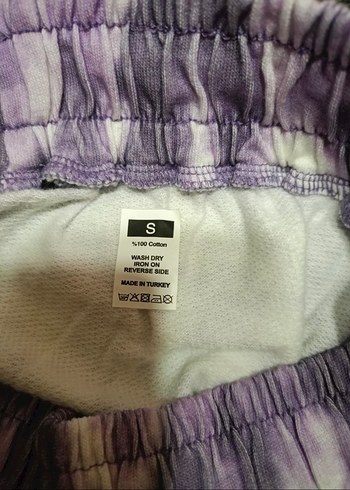 S
%100 Cotton
WASH DRY
IRON ON
REVERSE SIDE
MADE IN TURKEY